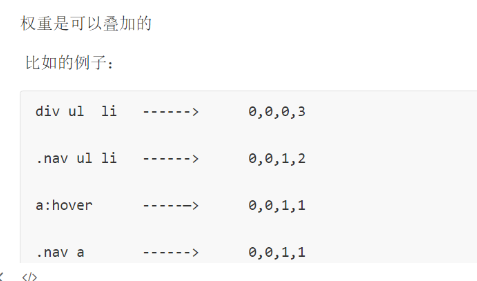 权重是可以叠加的
比如的例子：
div ul  li   ------>      0,0,0,3
.nav ul li   ------>      0,0,1,2
a:hover      -----—>      0,0,1,1
.nav a       ------>      0,0,1,1
</>